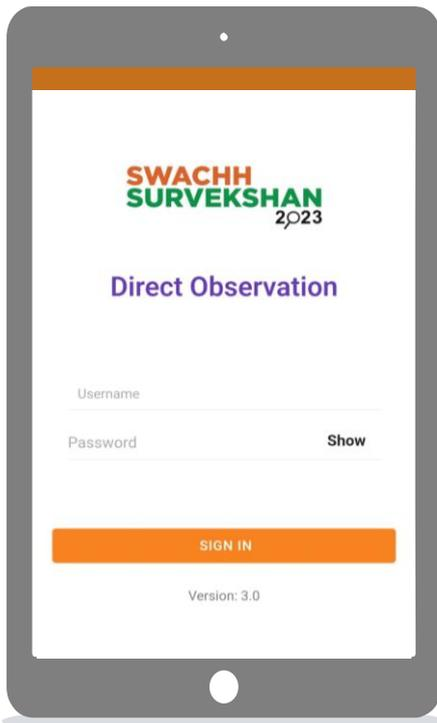 SWACHH
SURVEKSHAN
2023
Direct Observation
Username
Password Show
SIGN IN
Version: 3.0